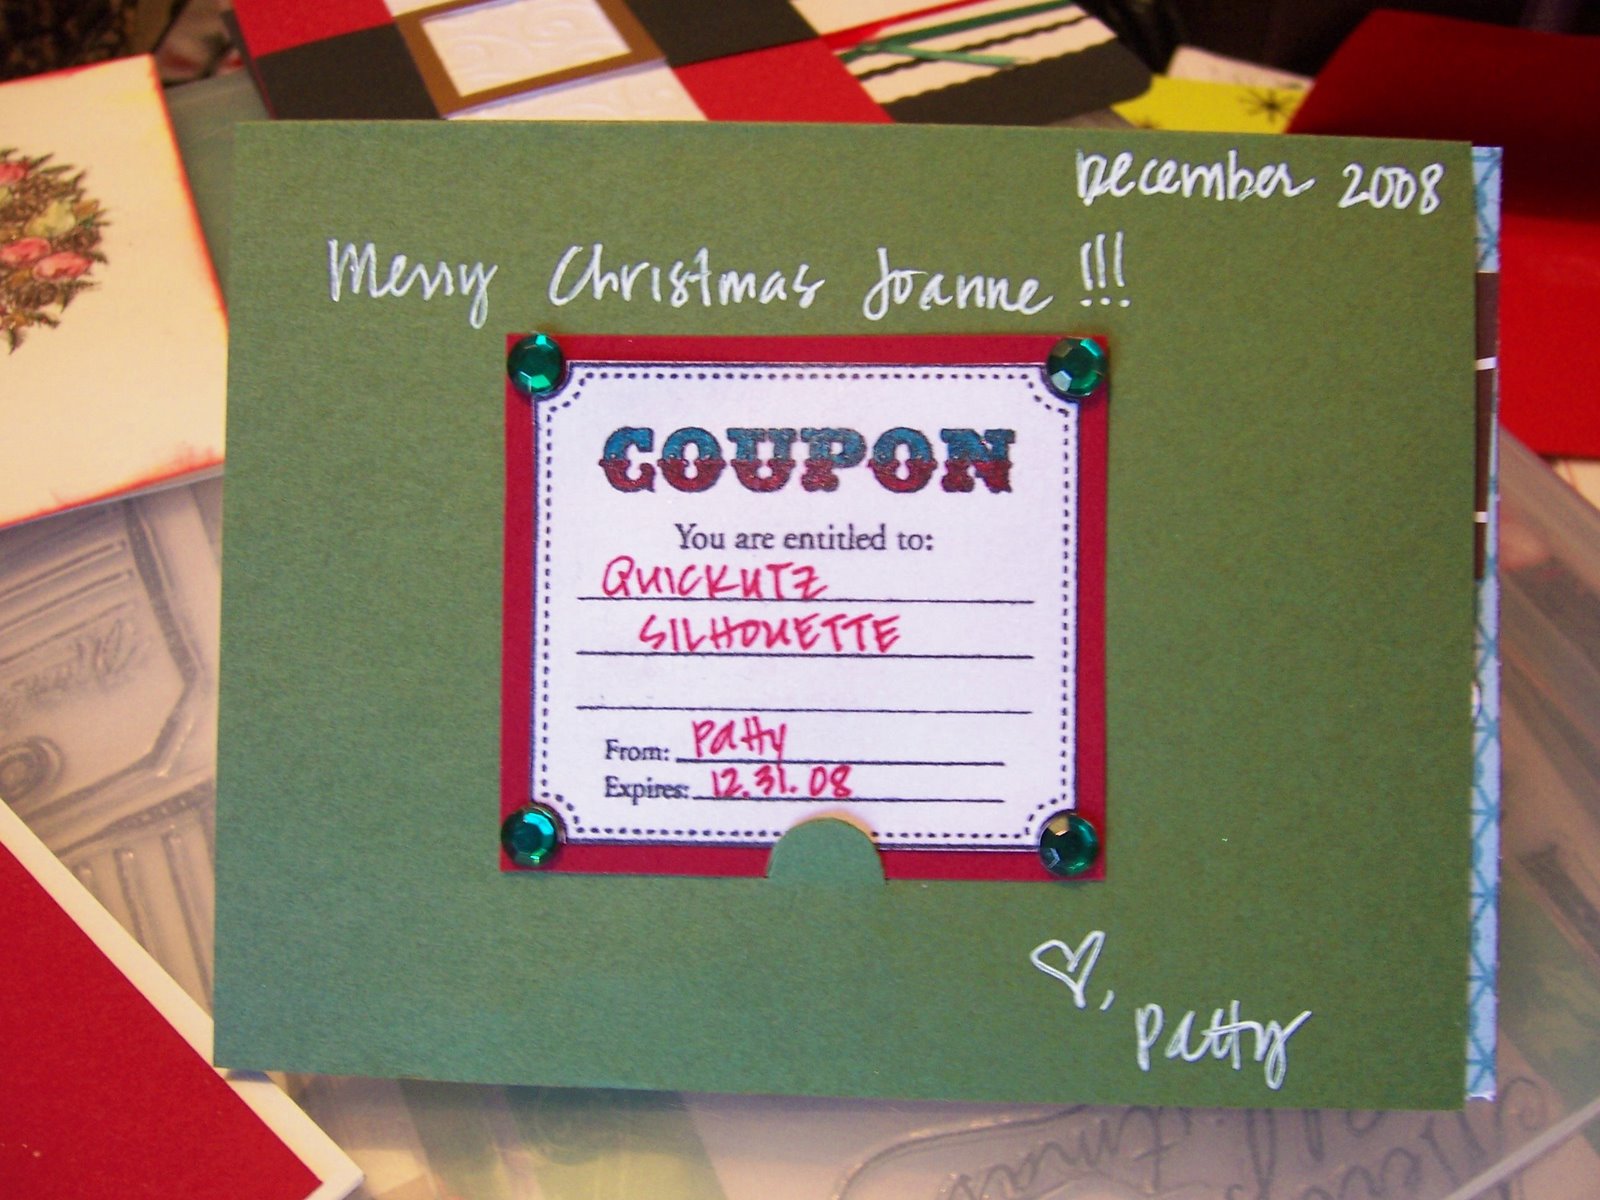 December 2008
Merry Christmas Joanne !!!
COUPON
You are entitled to:
QUICKUTZ
SILHOUETTE
From: Patty
Expires: 12.31.08
♡, Patty